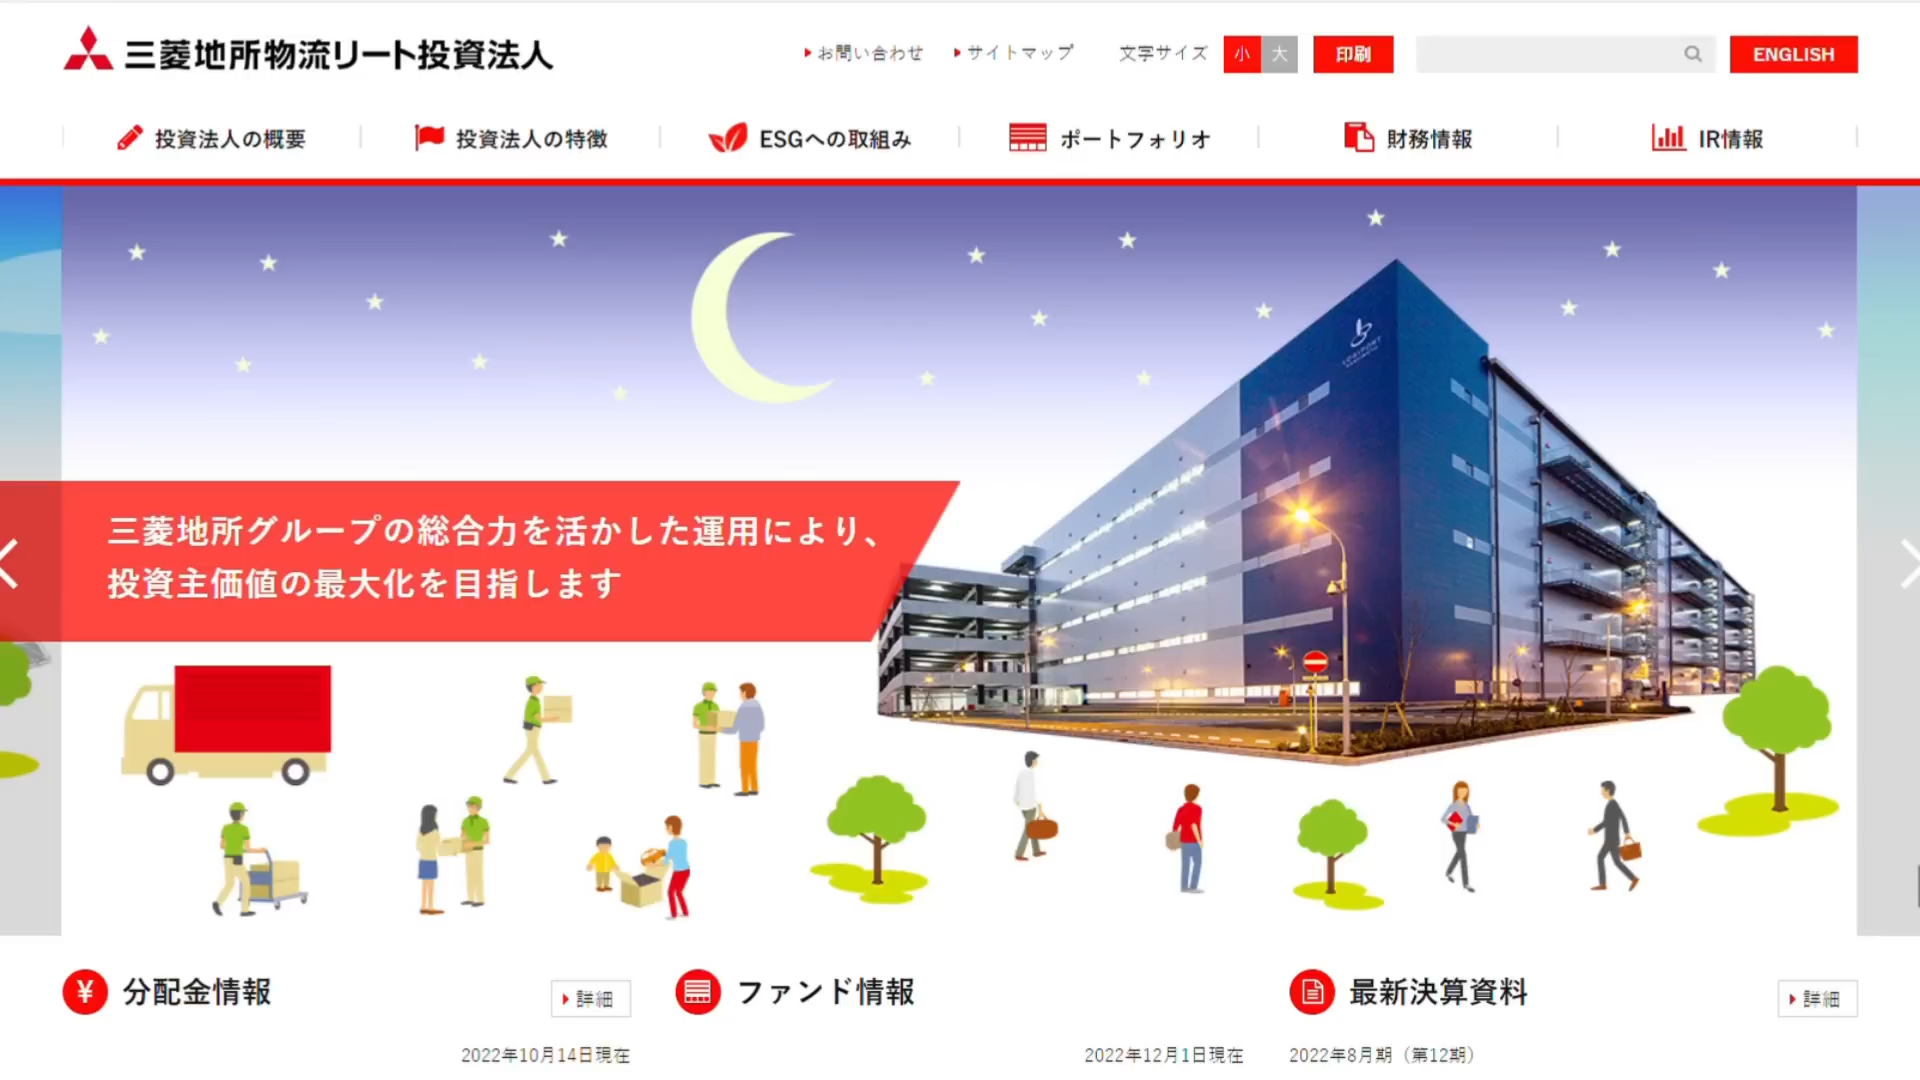 三菱地所物流リート投資法人
お問い合わせ
サイトマップ
文字サイズ
小
大
印刷
ENGLISH
投資法人の概要
投資法人の特徴
ESGへの取組み
ポートフォリオ
財務情報
IR情報
三菱地所グループの総合力を活かした運用により、
投資主価値の最大化を目指します
¥ 分配金情報
詳細
ファンド情報
最新決算資料
詳細
2022年10月14日現在
2022年12月1日現在
2022年8月期（第12期）